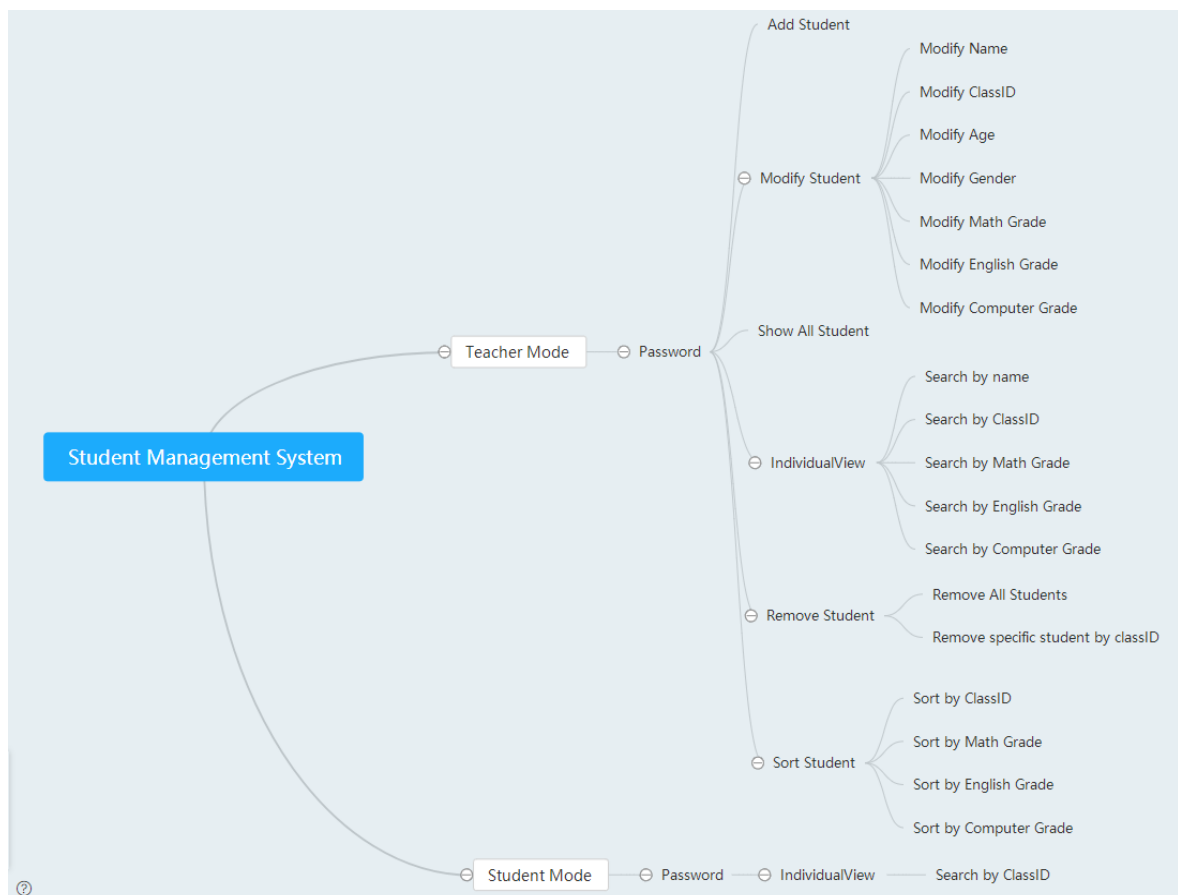 Add Student
Modify Name
Modify ClassID
Modify Age
Modify Student
Modify Gender
Modify Math Grade
Modify English Grade
Modify Computer Grade
Show All Student
Teacher Mode
Password
Search by name
Search by ClassID
Student Management System
IndividualView
Search by Math Grade
Search by English Grade
Search by Computer Grade
Remove All Students
Remove Student
Remove specific student by classID
Sort by ClassID
Sort by Math Grade
Sort Student
Sort by English Grade
Sort by Computer Grade
Student Mode
Password
IndividualView
Search by ClassID
?